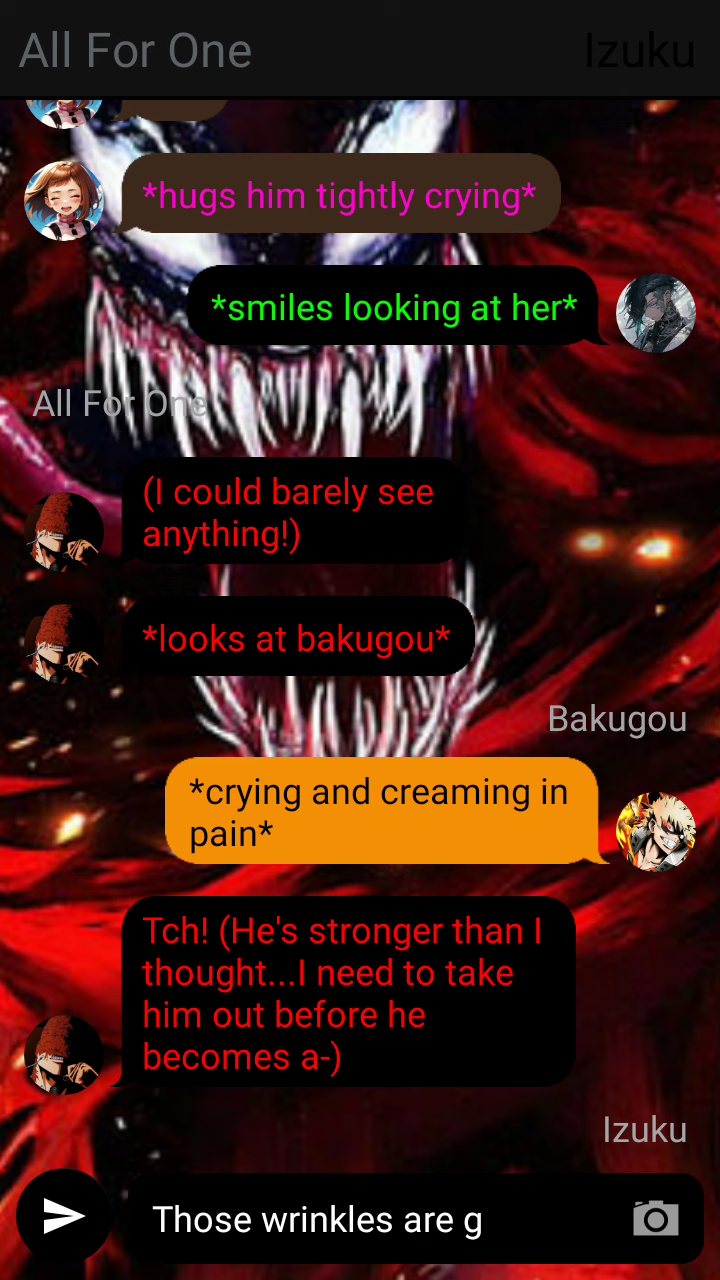 All For One
Izuku
*hugs him tightly crying*
*smiles looking at her*
All For One
(I could barely see
anything!)
*looks at bakugou*
Bakugou
*crying and creaming in
pain*
Tch! (He's stronger than I
thought...I need to take
him out before he
becomes a-)
Izuku
Those wrinkles are g